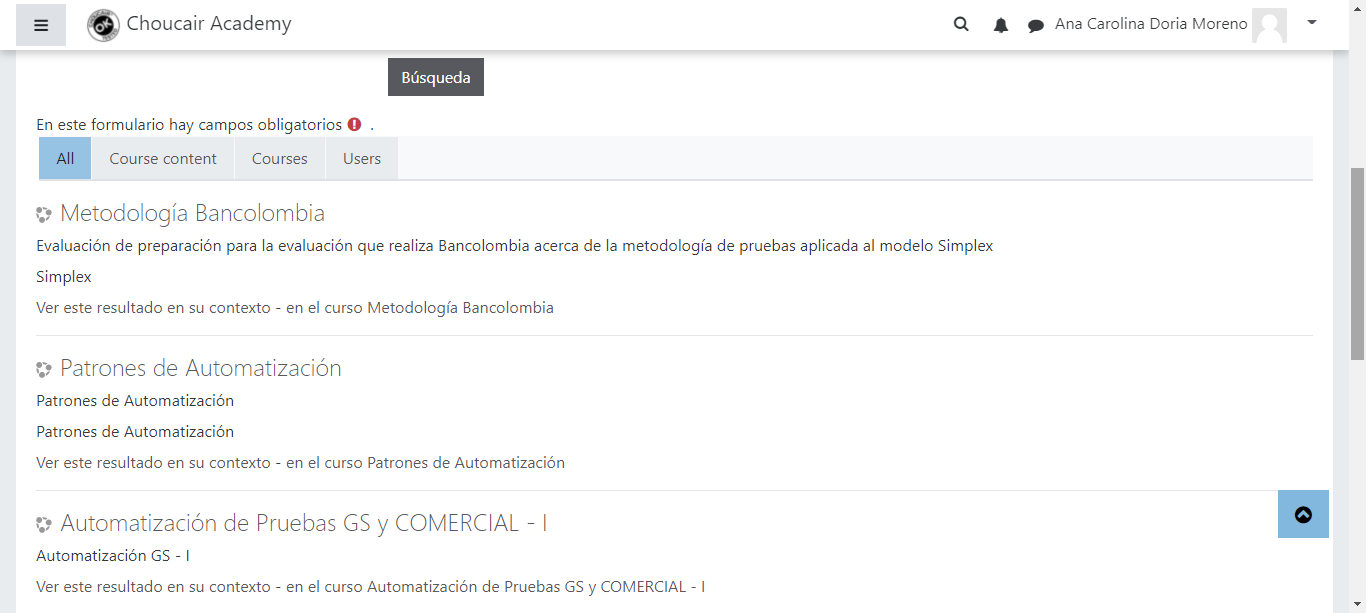 Choucair Academy
Ana Carolina Doria Moreno
Búsqueda
En este formulario hay campos obligatorios .
All
Course content
Courses
Users
Metodología Bancolombia
Evaluación de preparación para la evaluación que realiza Bancolombia acerca de la metodología de pruebas aplicada al modelo Simplex
Simplex
Ver este resultado en su contexto - en el curso Metodología Bancolombia
Patrones de Automatización
Patrones de Automatización
Patrones de Automatización
Ver este resultado en su contexto - en el curso Patrones de Automatización
Automatización de Pruebas GS y COMERCIAL - I
Automatización GS - I
Ver este resultado en su contexto - en el curso Automatización de Pruebas GS y COMERCIAL - I